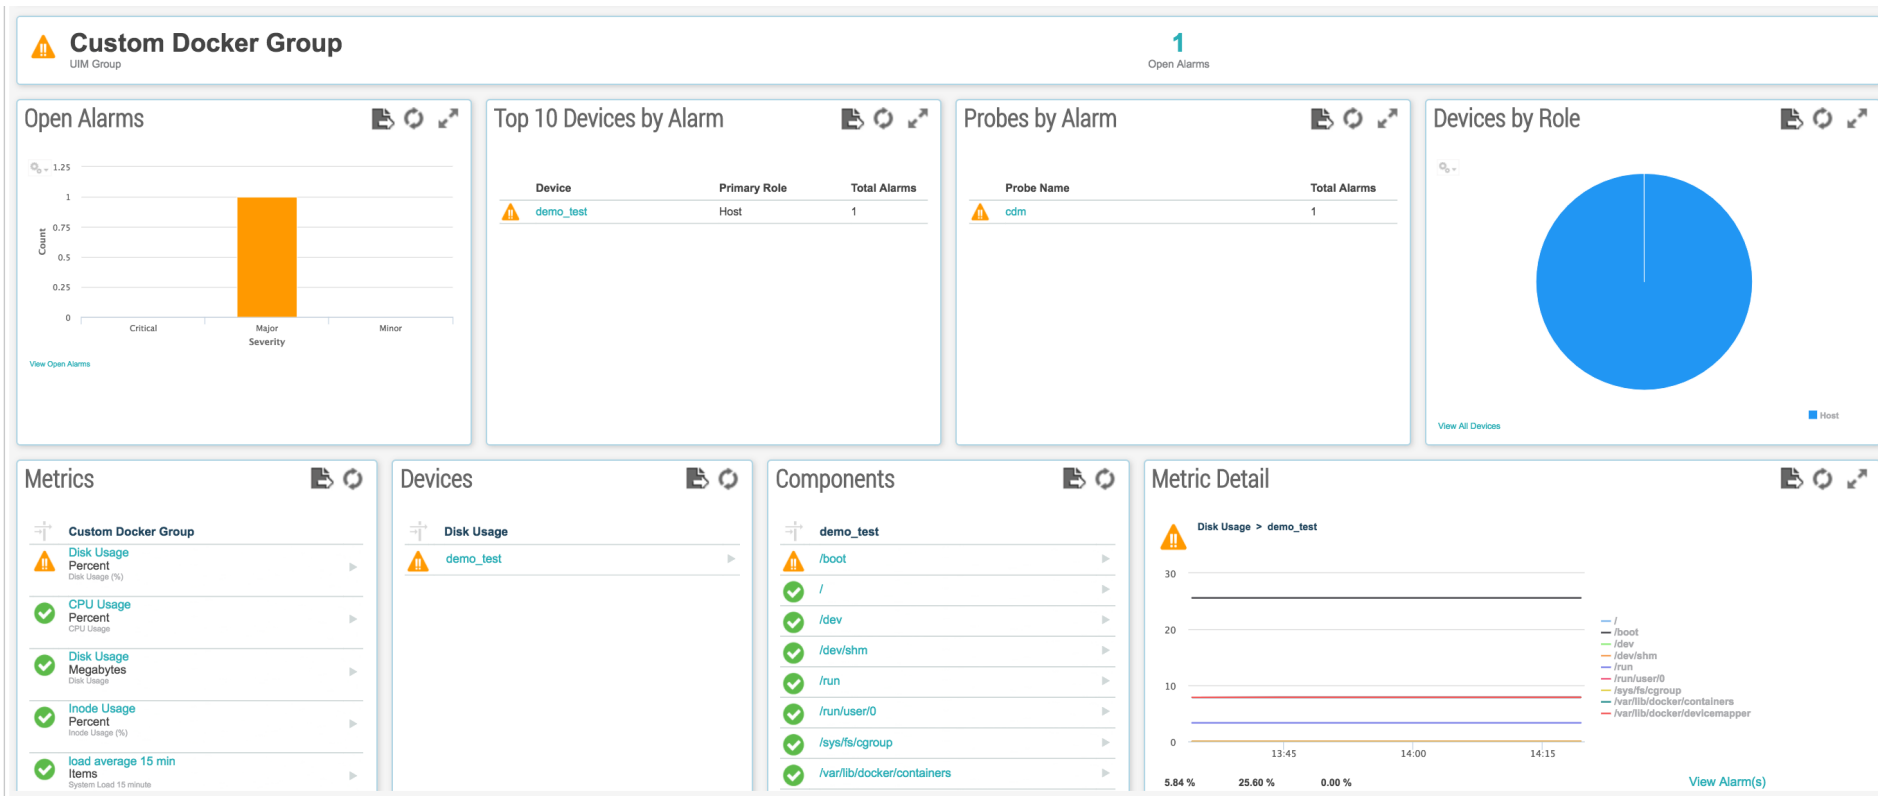 Custom Docker Group
UIM Group
1
Open Alarms
Open Alarms
1.25
1
0.75
0.5
0.25
0
Count
Critical
Major
Minor
Severity
View Open Alarms
Top 10 Devices by Alarm
Device Primary Role Total Alarms
demo_test Host 1
Probes by Alarm
Probe Name Total Alarms
cdm 1
Devices by Role
Host
View All Devices
Metrics
Custom Docker Group
Disk Usage
Percent
Disk Usage (%)
CPU Usage
Percent
CPU Usage
Disk Usage
Megabytes
Disk Usage
Inode Usage
Percent
Inode Usage (%)
load average 15 min
Items
System Load 15 minute
Devices
Disk Usage
demo_test
Components
demo_test
/boot
/
/dev
/dev/shm
/run
/run/user/0
/sys/fs/cgroup
/var/lib/docker/containers
Metric Detail
Disk Usage > demo_test
30
20
10
0
13:45 14:00 14:15
/
/boot
/dev
/dev/shm
/run
/run/user/0
/sys/fs/cgroup
/var/lib/docker/containers
/var/lib/docker/devicemapper
5.84 % 25.60 % 0.00 %
View Alarm(s)